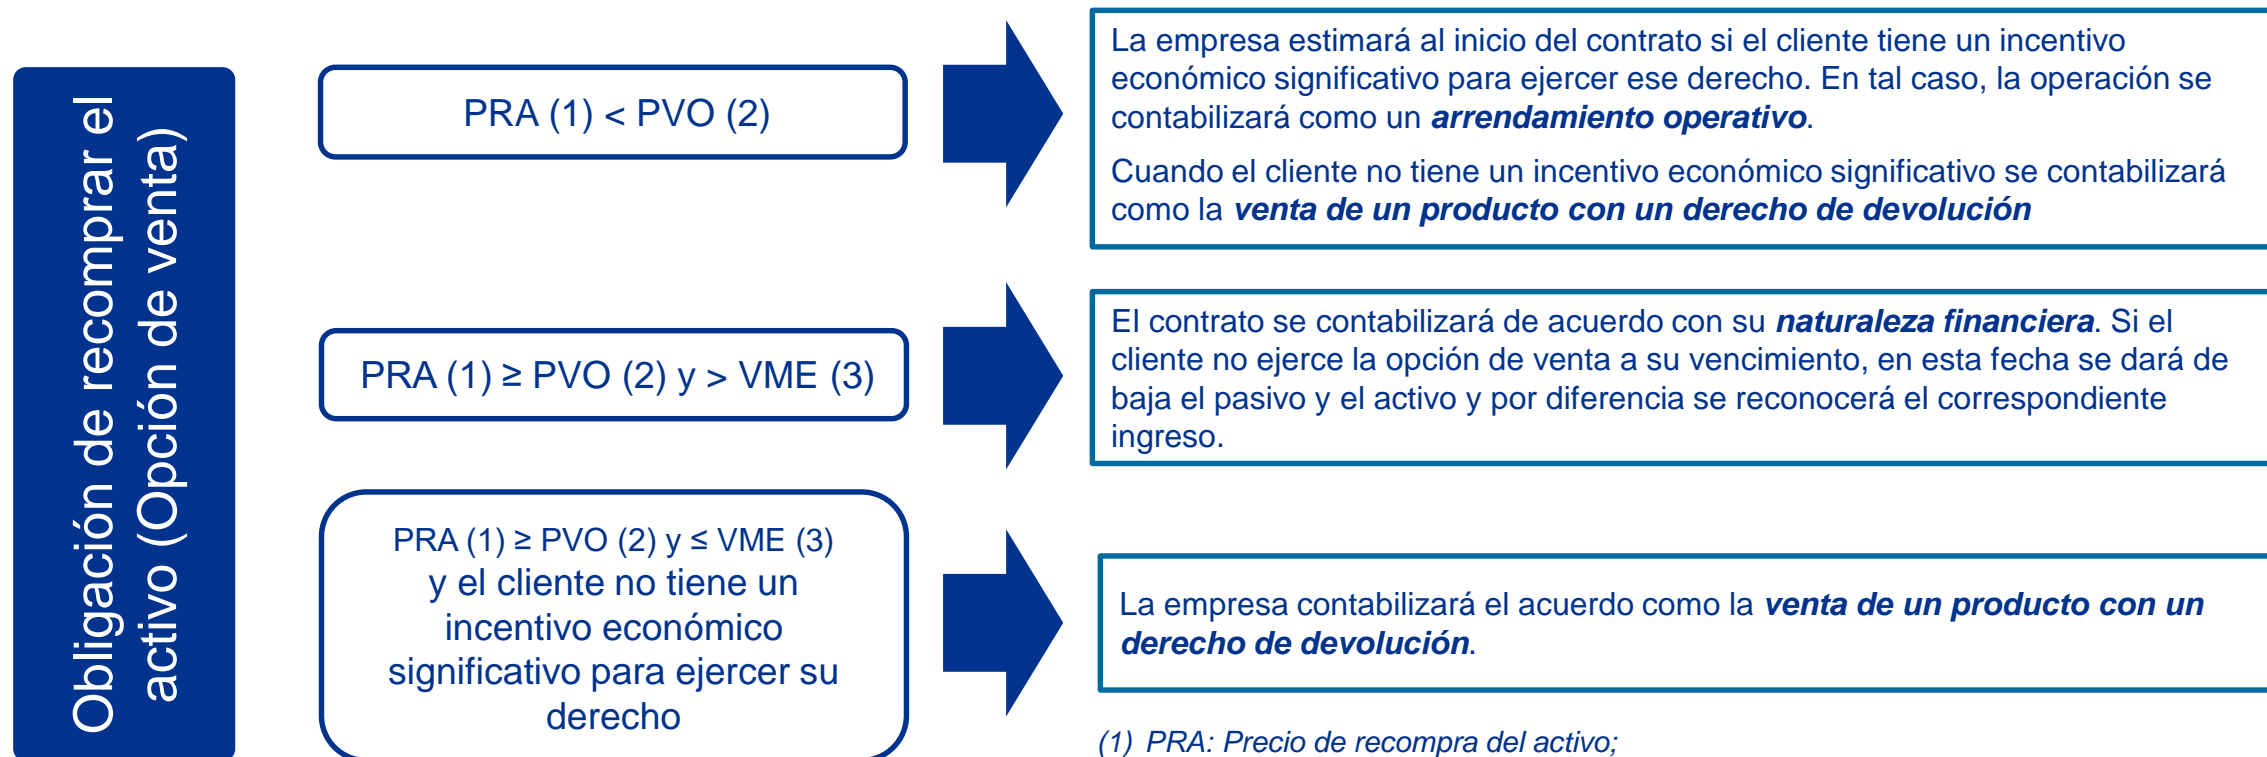 Obligación de recomprar el
activo (Opción de venta)
PRA (1) < PVO (2)
La empresa estimará al inicio del contrato si el cliente tiene un incentivo
económico significativo para ejercer ese derecho. En tal caso, la operación se
contabilizará como un arrendamiento operativo.
Cuando el cliente no tiene un incentivo económico significativo se contabilizará
como la venta de un producto con un derecho de devolución
PRA (1) ≥ PVO (2) y > VME (3)
El contrato se contabilizará de acuerdo con su naturaleza financiera. Si el
cliente no ejerce la opción de venta a su vencimiento, en esta fecha se dará de
baja el pasivo y el activo y por diferencia se reconocerá el correspondiente
ingreso.
PRA (1) ≥ PVO (2) y ≤ VME (3)
y el cliente no tiene un
incentivo económico
significativo para ejercer su
derecho
La empresa contabilizará el acuerdo como la venta de un producto con un
derecho de devolución.
(1) PRA: Precio de recompra del activo;